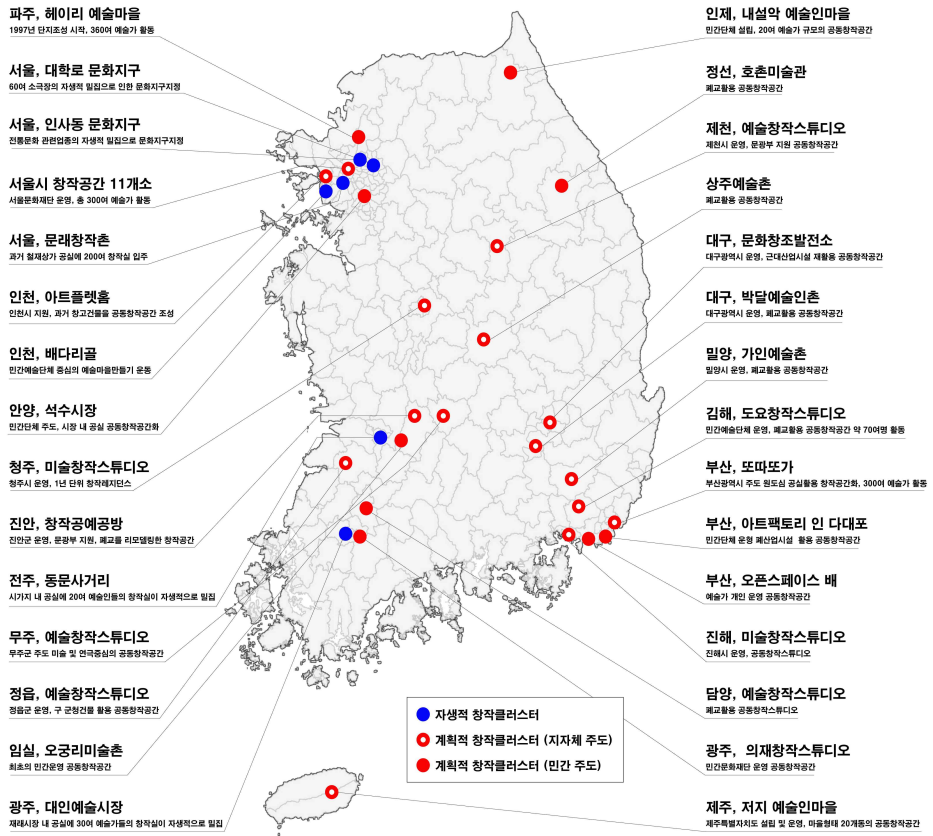 파주, 헤이리 예술마을
1997년 단지조성 시작, 360여 예술가 활동
서울, 대학로 문화지구
60여 소극장의 자생적 밀집으로 인한 문화지구지정
서울, 인사동 문화지구
전통문화 관련업종의 자생적 밀집으로 문화지구지정
서울시 창작공간 11개소
서울문화재단 운영, 총 300여 예술가 활동
서울, 문래창작촌
과거 철재상가 공실에 200여 창작실 입주
인천, 아트플렛홈
인천시 지원, 과거 창고건물을 공동창작공간 조성
인천, 배다리골
민간예술단체 중심의 예술마을만들기 운동
안양, 석수시장
민간단체 주도, 시장 내 공실 공동창작공간화
청주, 미술창작스튜디오
청주시 운영, 1년 단위 창작레지던스
진안, 창작공예공방
진안군 운영, 문광부 지원, 폐교를 리모델링한 창작공간
전주, 동문사거리
시가지 내 공실에 20여 예술인들의 창작실이 자생적으로 밀집
무주, 예술창작스튜디오
무주군 주도 미술 및 연극중심의 공동창작공간
정읍, 예술창작스튜디오
정읍군 운영, 구 군청건물 활용 공동창작공간
임실, 오궁리미술촌
최초의 민간운영 공동창작공간
광주, 대인예술시장
재래시장 내 공실에 30여 예술가들의 창작실이 자생적으로 밀집
인제, 내설악 예술인마을
민간단체 설립, 20여 예술가 규모의 공동창작공간
정선, 호촌미술관
폐교활용 공동창작공간
제천, 예술창작스튜디오
제천시 운영, 문광부 지원 공동창작공간
상주예술촌
폐교활용 공동창작공간
대구, 문화창조발전소
대구광역시 운영, 근대산업시설 재활용 공동창작공간
대구, 박달예술인촌
대구광역시 운영, 폐교활용 공동창작공간
밀양, 가인예술촌
밀양시 운영, 폐교활용 공동창작공간
김해, 도요창작스튜디오
민간예술단체 운영, 폐교활용 공동창작공간 약 70여명 활동
부산, 또따또가
부산광역시 주도 원도심 공실활용 창작공간화, 300여 예술가 활동
부산, 아트팩토리 인 다대포
민간단체 운형 폐산업시설 활용 공동창작공간
부산, 오픈스페이스 배
예술가 개인 운영 공동창작공간
진해, 미술창작스튜디오
진해시 운영, 공동창작스튜디오
담양, 예술창작스튜디오
폐교활용 공동창작스튜디오
광주, 의재창작스튜디오
민간문화재단 운영 공동창작공간
제주, 저지 예술인마을
제주특별자치도 설립 및 운영, 마을형태 20개동의 공동창작공간
자생적 창작클러스터
계획적 창작클러스터 (지자체 주도)
계획적 창작클러스터 (민간 주도)